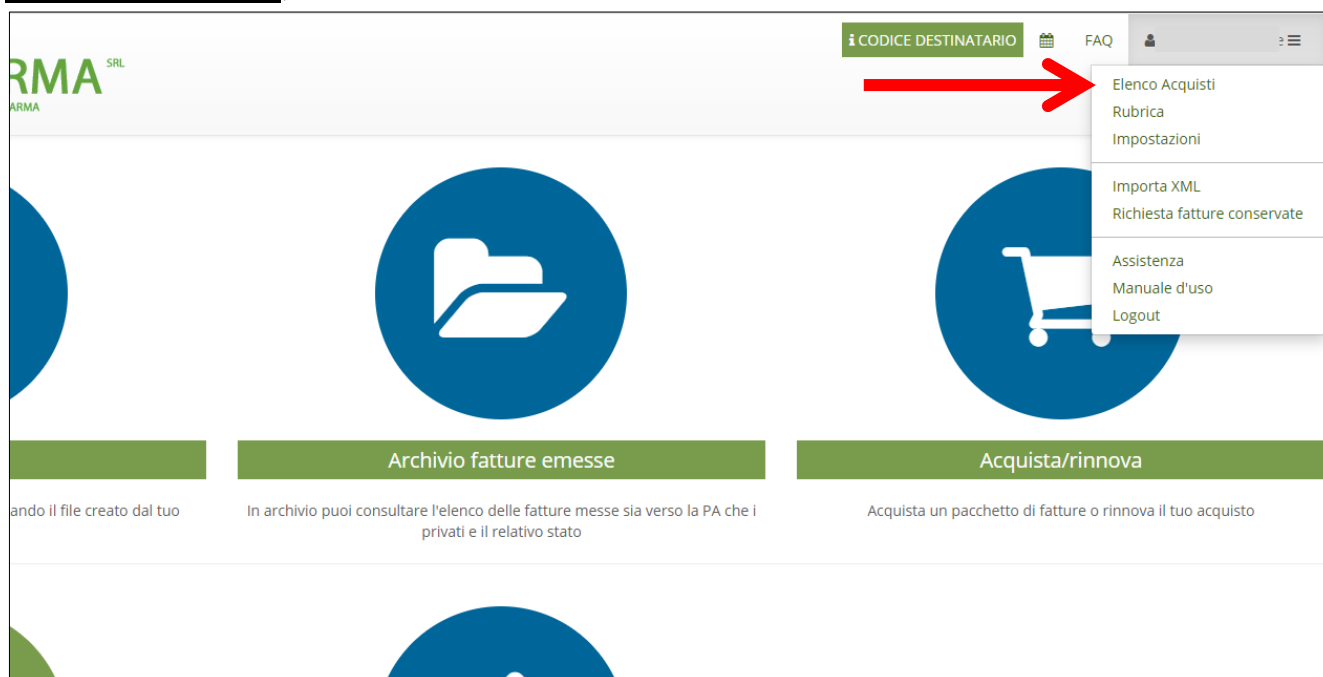 i CODICE DESTINATARIO
FAQ
SRL
RMA
ARMA
Elenco Acquisti
Rubrica
Impostazioni
Importa XML
Richiesta fatture conservate
Assistenza
Manuale d'uso
Logout
Archivio fatture emesse
Acquista/rinnova
ando il file creato dal tuo
In archivio puoi consultare l'elenco delle fatture messe sia verso la PA che i
privati e il relativo stato
Acquista un pacchetto di fatture o rinnova il tuo acquisto